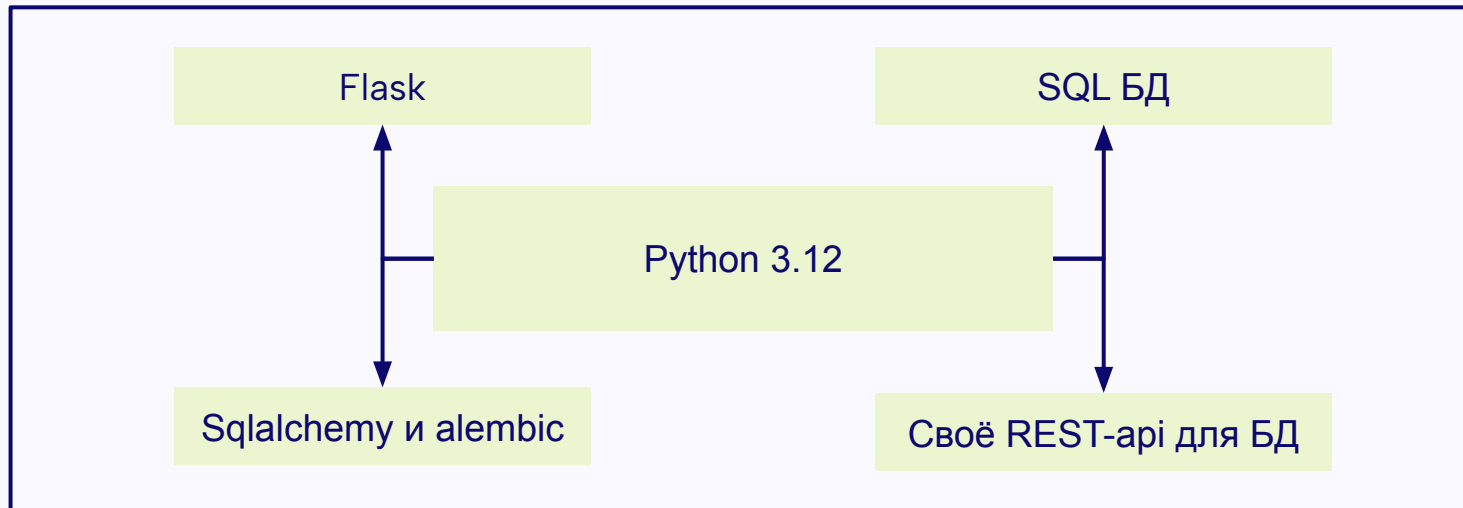 Flask
SQL БД
Python 3.12
Sqlalchemy и alembic
Своё REST-api для БД